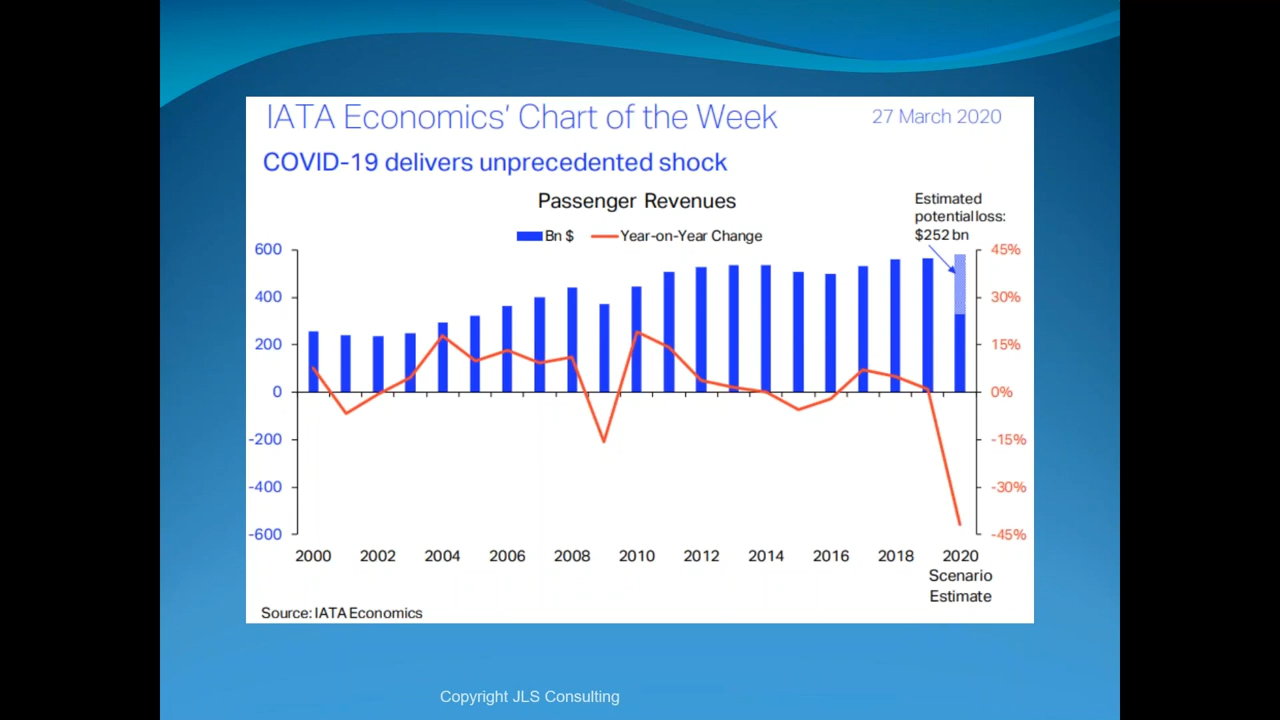 IATA Economics' Chart of the Week
27 March 2020
COVID-19 delivers unprecedented shock
Passenger Revenues
Estimated
potential loss:
$252 bn
Bn $
Year-on-Year Change
600
400
200
0
-200
-400
-600
45%
30%
15%
0%
-15%
-30%
-45%
2000 2002 2004 2006 2008 2010 2012 2014 2016 2018 2020
Scenario
Estimate
Source: IATA Economics
Copyright JLS Consulting